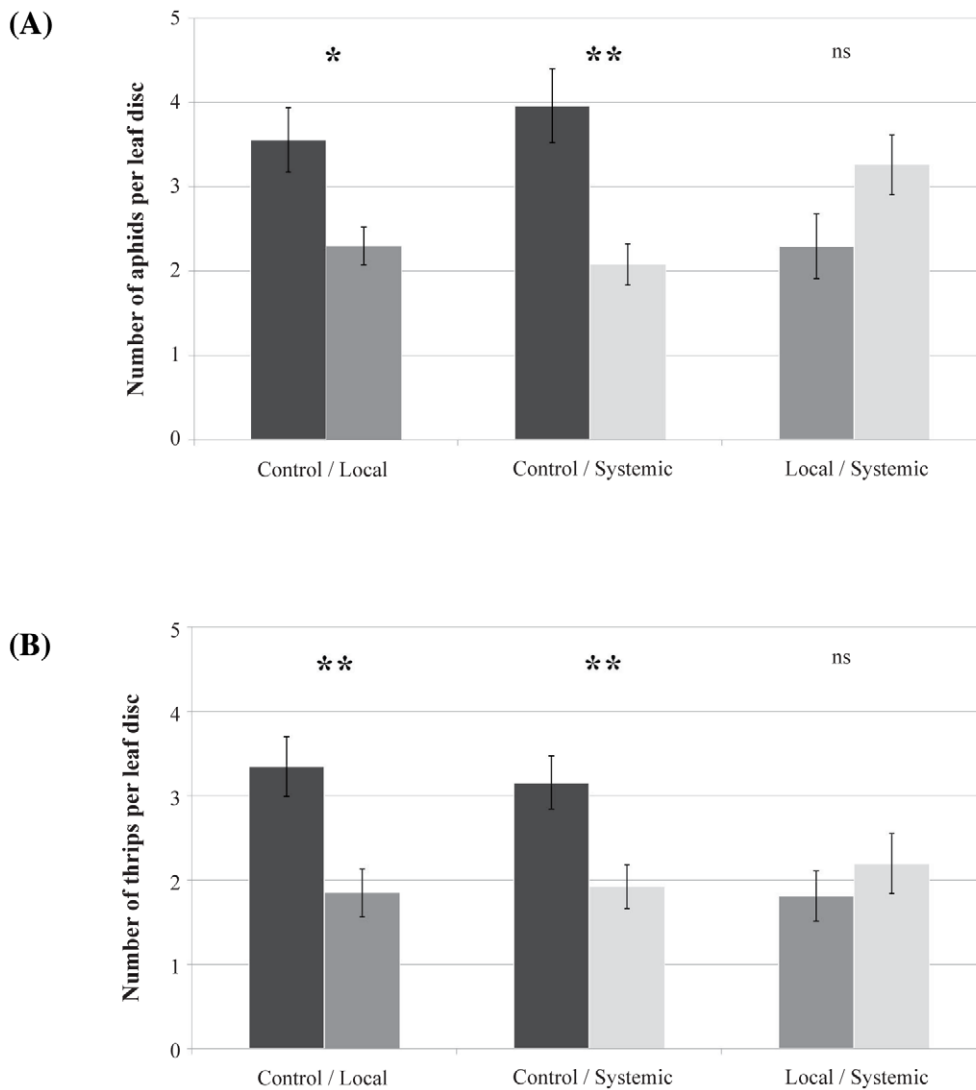 (A)
Number of aphids per leaf disc
5
4
3
2
1
0
*
**
ns
Control / Local
Control / Systemic
Local / Systemic
(B)
Number of thrips per leaf disc
5
4
3
2
1
0
**
**
ns
Control / Local
Control / Systemic
Local / Systemic